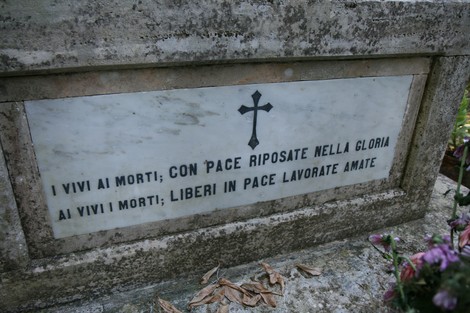 I VIVI AI MORTI; CON PACE RIPOSATE NELLA GLORIA
AI VIVI I MORTI; LIBERI IN PACE LAVORATE AMATE